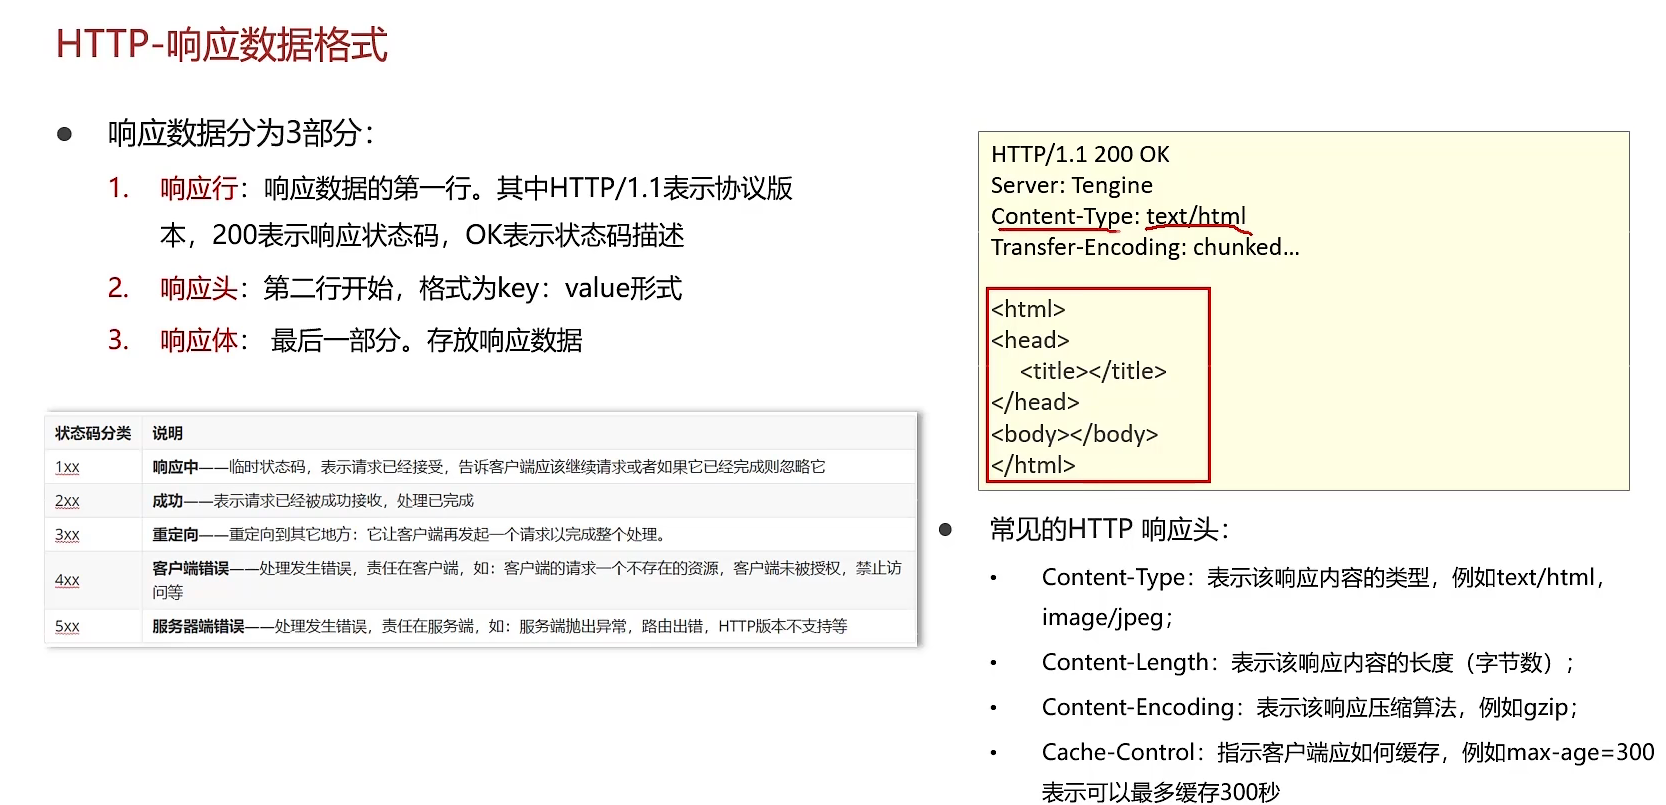 HTTP-响应数据格式
● 响应数据分为3部分：
1. 响应行：响应数据的第一行。其中HTTP/1.1表示协议版
本，200表示响应状态码，OK表示状态码描述
2. 响应头：第二行开始，格式为key：value形式
3. 响应体： 最后一部分。存放响应数据
状态码分类 说明
1xx 响应中——临时状态码，表示请求已经接受，告诉客户端应该继续请求或者如果它已经完成则忽略它
2xx 成功——表示请求已经被成功接收，处理已完成
3xx 重定向——重定向到其它地方：它让客户端再发起一个请求以完成整个处理。
4xx 客户端错误——处理发生错误，责任在客户端，如：客户端的请求一个不存在的资源，客户端未被授权，禁止访
问等
5xx 服务器端错误——处理发生错误，责任在服务端，如：服务端抛出异常，路由出错，HTTP版本不支持等
HTTP/1.1 200 OK
Server: Tengine
Content-Type: text/html
Transfer-Encoding: chunked…
<html>
<head>
<title></title>
</head>
<body></body>
</html>
● 常见的HTTP 响应头：
• Content-Type：表示该响应内容的类型，例如text/html，
image/jpeg；
• Content-Length：表示该响应内容的长度（字节数）；
• Content-Encoding：表示该响应压缩算法，例如gzip；
• Cache-Control：指示客户端应如何缓存，例如max-age=300
表示可以最多缓存300秒